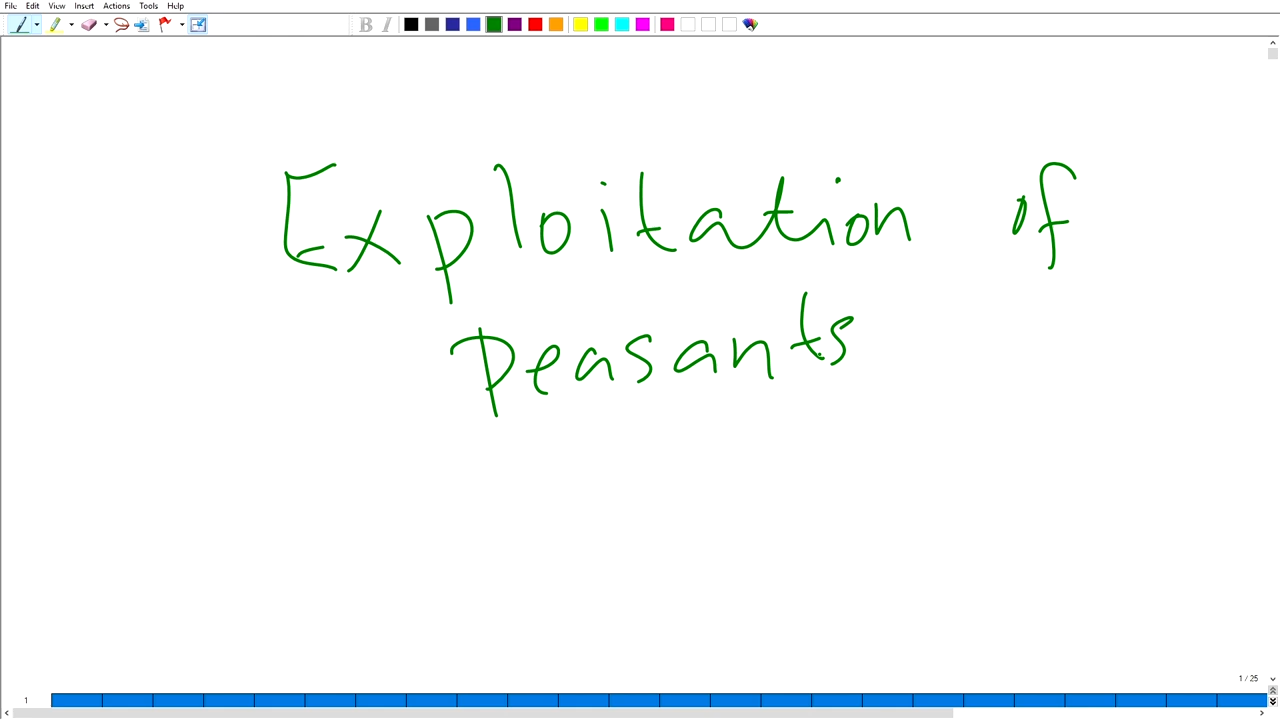 File Edit View Insert Actions Tools Help
B I
Exploitation of
peasants
1 / 25
1